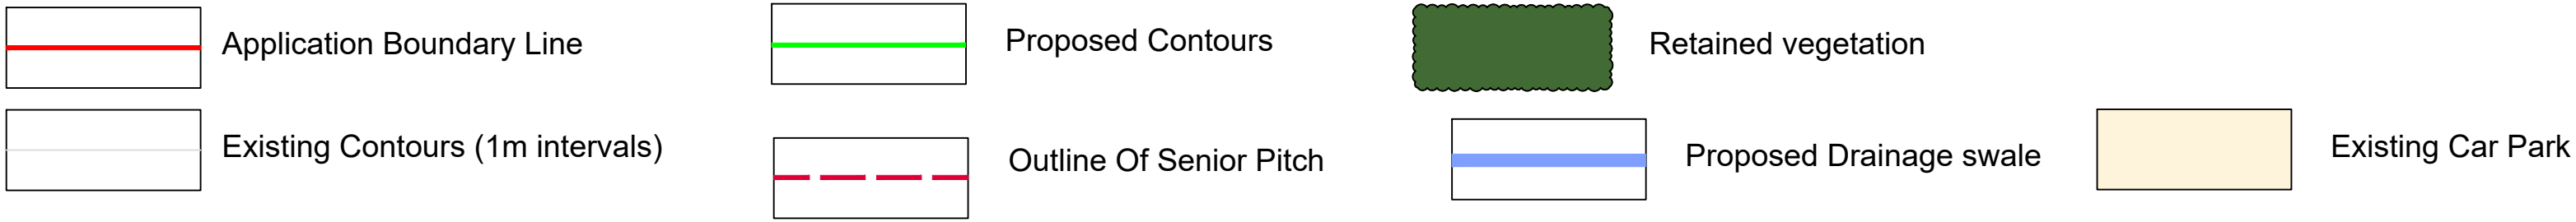 Application Boundary Line
Proposed Contours
Retained vegetation
Existing Contours (1m intervals)
Outline Of Senior Pitch
Proposed Drainage swale
Existing Car Park